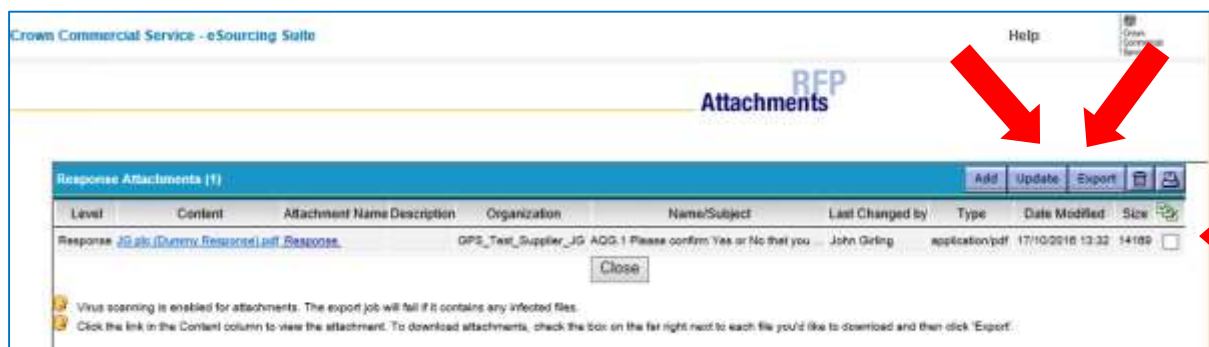 Crown Commercial Service - eSourcing Suite
Help
Crown
Commercial
Service
RFP
Attachments
Response Attachments (1)
Add Update Export
Level Content Attachment Name Description Organization Name/Subject Last Changed by Type Date Modified Size
Response JG plc (Dummy Response).pdf Response. GPS_Test_Supplier_JG AQG.1 Please confirm Yes or No that you ... John Girling application/pdf 17/10/2016 13:32 14169
Close
Virus scanning is enabled for attachments. The export job will fail if it contains any infected files.
Click the link in the Content column to view the attachment. To download attachments, check the box on the far right next to each file you'd like to download and then click 'Export'.